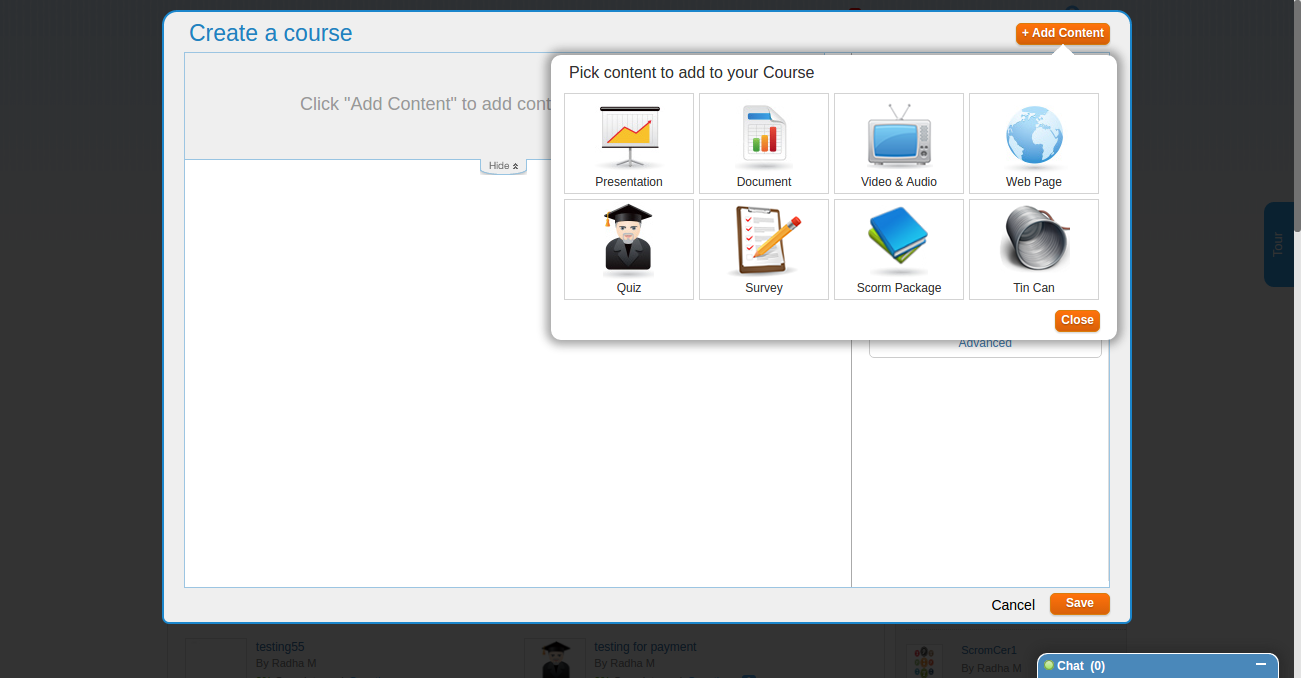 Create a course
+ Add Content
Pick content to add to your Course
Click "Add Content" to add cont
Presentation
Document
Video & Audio
Web Page
Hide
Quiz
Survey
Scorm Package
Tin Can
Tour
Close
Advanced
Cancel
Save
testing55
By Radha M
testing for payment
By Radha M
ScromCer1
By Radha M
Chat (0)